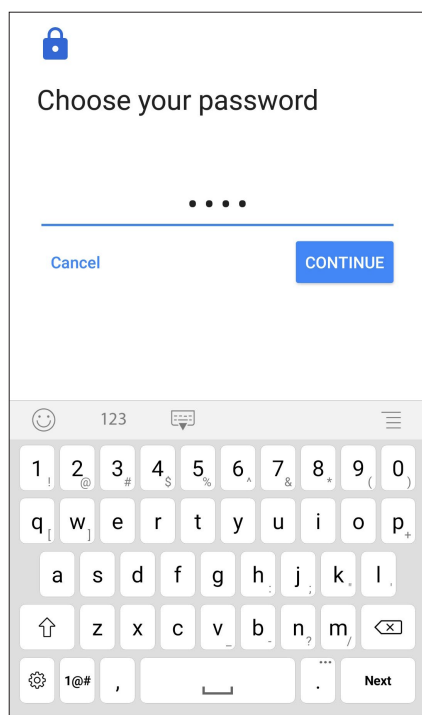 Choose your password
••••
Cancel CONTINUE
123
1 ! 2 @ 3 # 4 $ 5 % 6 ^ 7 & 8 * 9 ( 0 )
q [ w ] e r t y u i o p +
a s d f g h : j ; k " l '
z x c v _ b - n ? m /
1@# , . Next